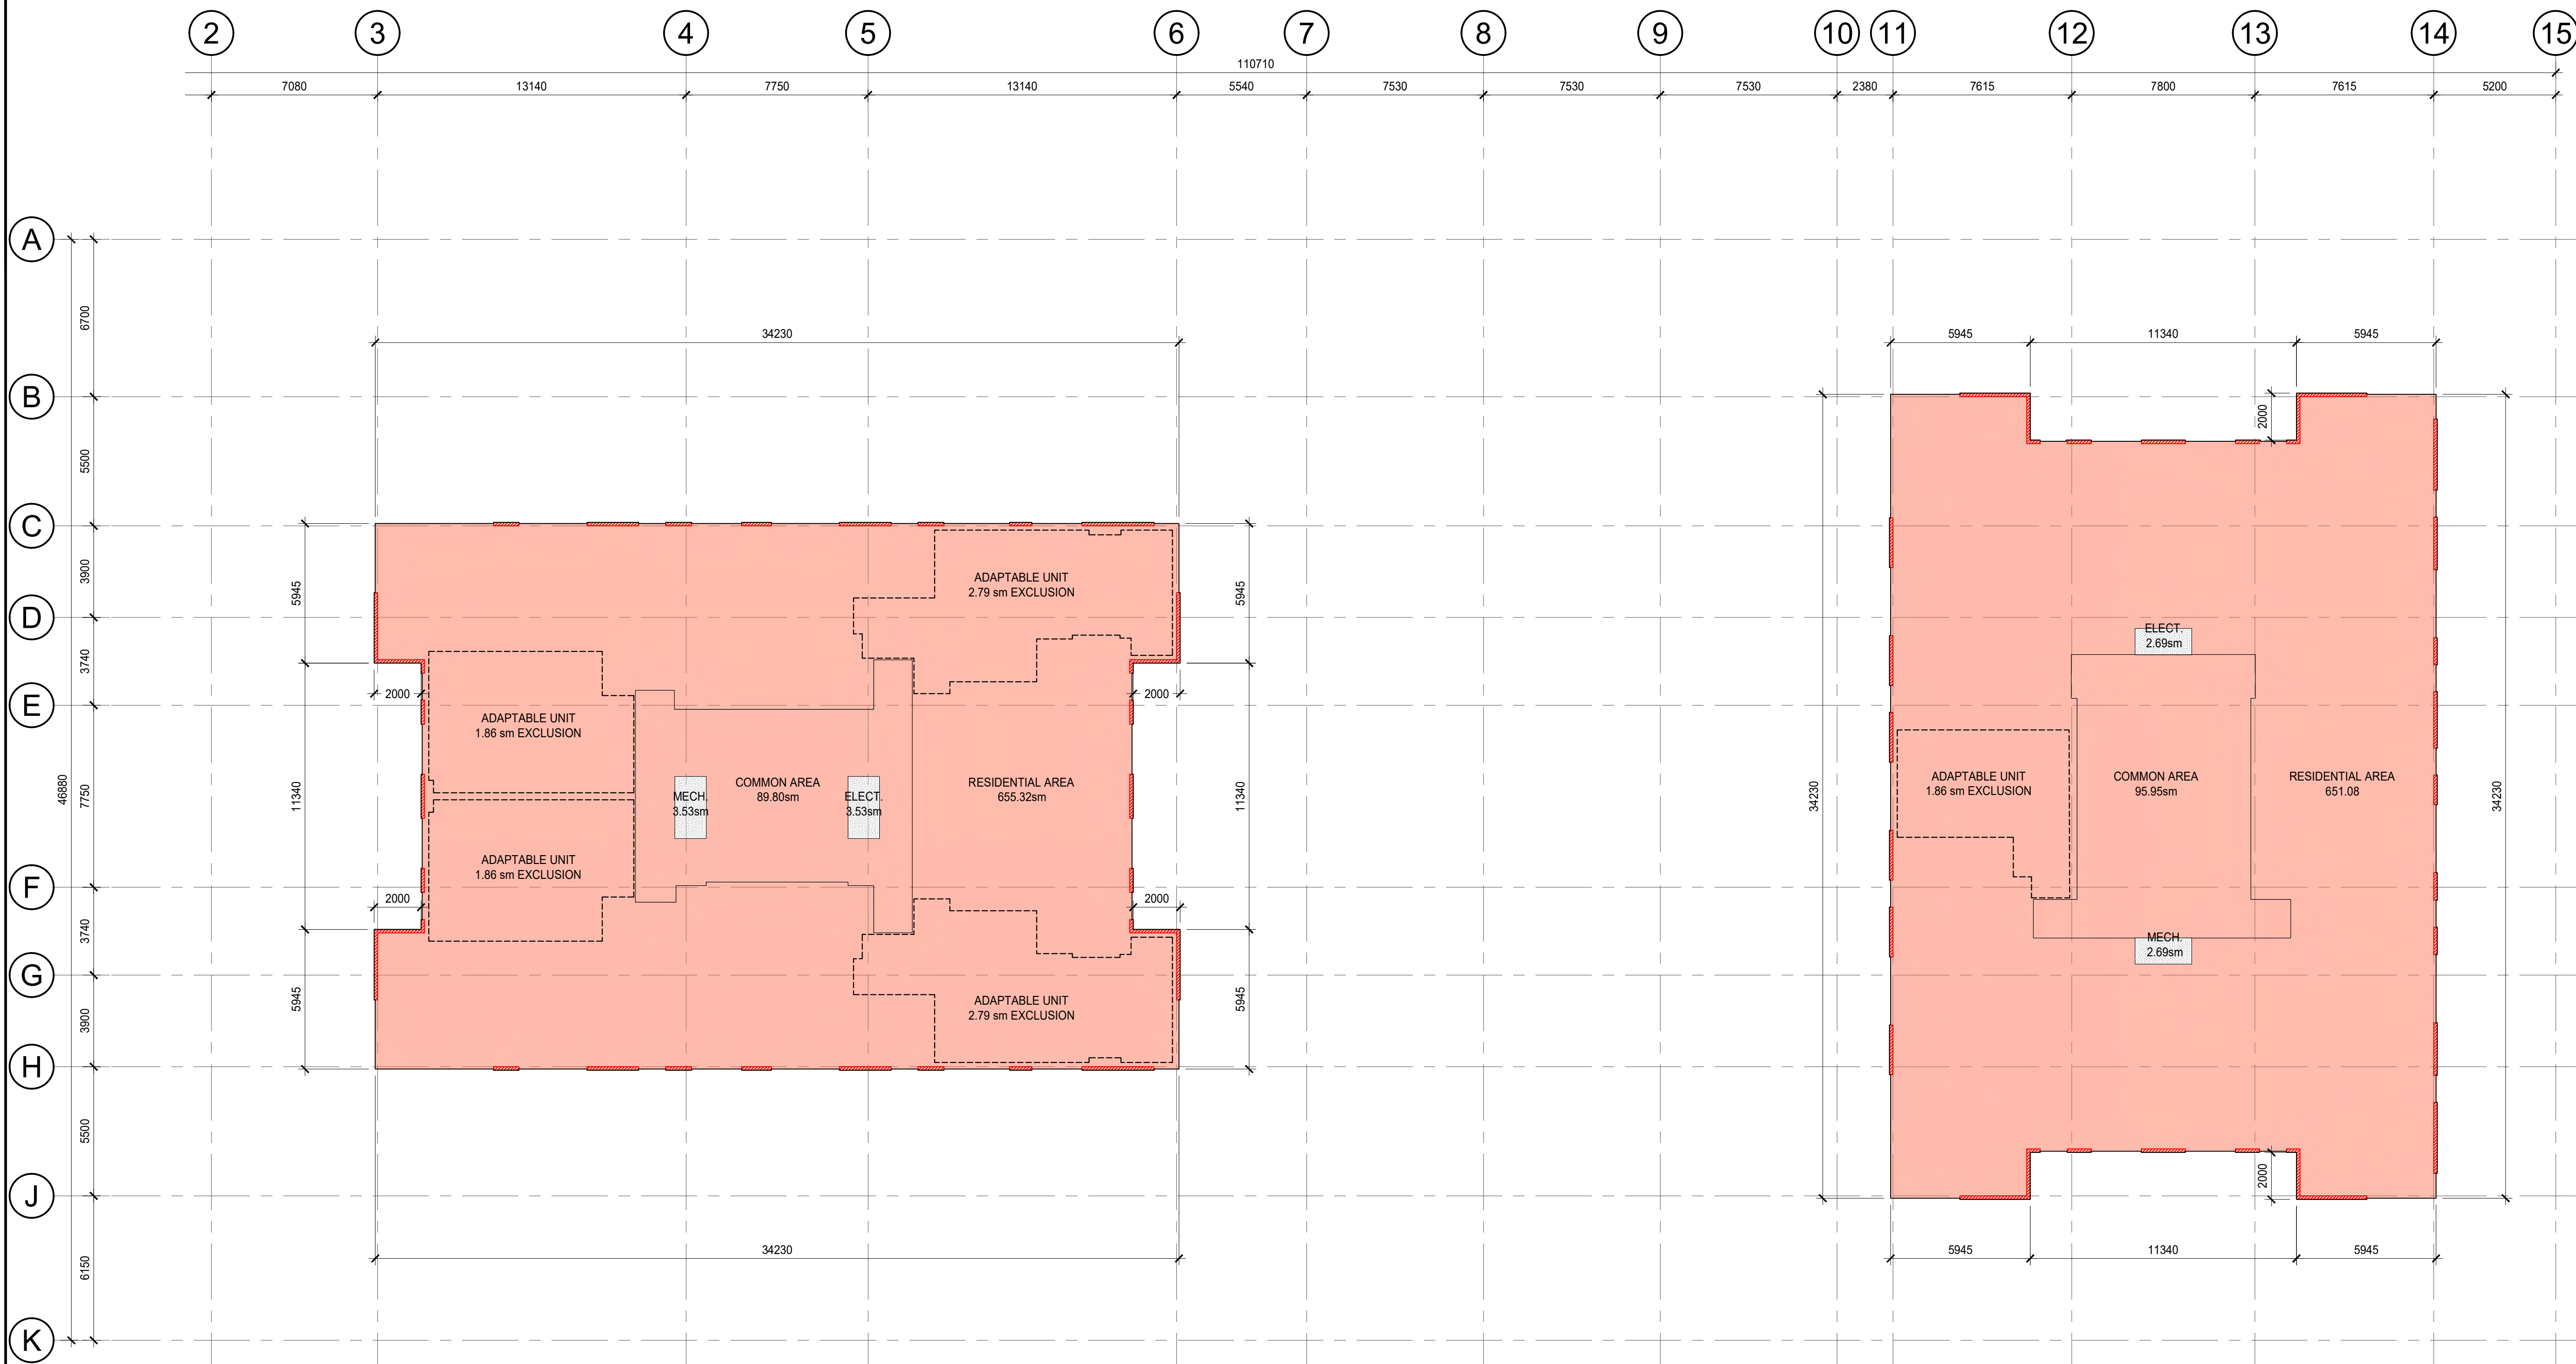 2 3 4 5 6 7 8 9 10 11 12 13 14 15
110710
7080 13140 7750 13140 5540 7530 7530 7530 2380 7615 7800 7615 5200
A
B
C
D
E
F
G
H
J
K
46880
6700
5500
3900
3740
7750
3740
3900
5500
6150
34230
5945
11340
5945
2000
2000
ADAPTABLE UNIT
2.79 sm EXCLUSION
ADAPTABLE UNIT
1.86 sm EXCLUSION
MECH.
3.53sm
COMMON AREA
89.80sm
ELECT.
3.53sm
RESIDENTIAL AREA
655.32sm
ADAPTABLE UNIT
1.86 sm EXCLUSION
ADAPTABLE UNIT
2.79 sm EXCLUSION
2000
2000
5945
11340
5945
34230
5945 11340 5945
2000
34230
ELECT.
2.69sm
ADAPTABLE UNIT
1.86 sm EXCLUSION
COMMON AREA
95.95sm
RESIDENTIAL AREA
651.08
MECH.
2.69sm
34230
2000
5945 11340 5945